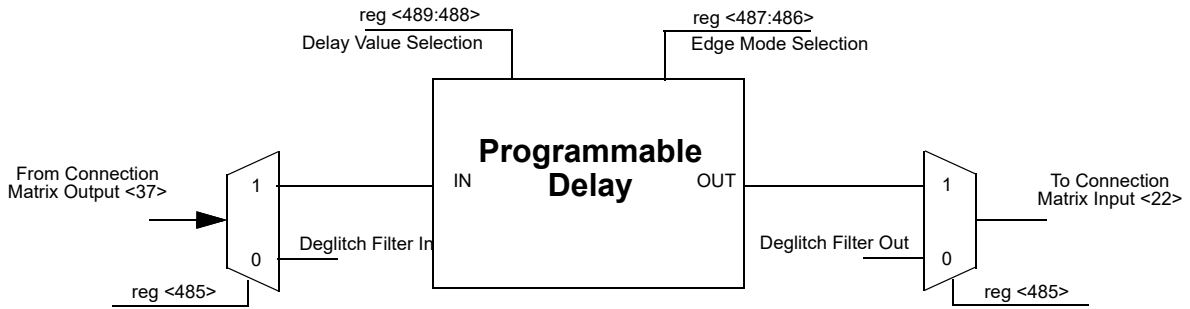 reg <489:488>
Delay Value Selection
reg <487:486>
Edge Mode Selection
Programmable
Delay
From Connection
Matrix Output <37>
1
IN
OUT
1
To Connection
Matrix Input <22>
0
Deglitch Filter In
Deglitch Filter Out
0
reg <485>
reg <485>